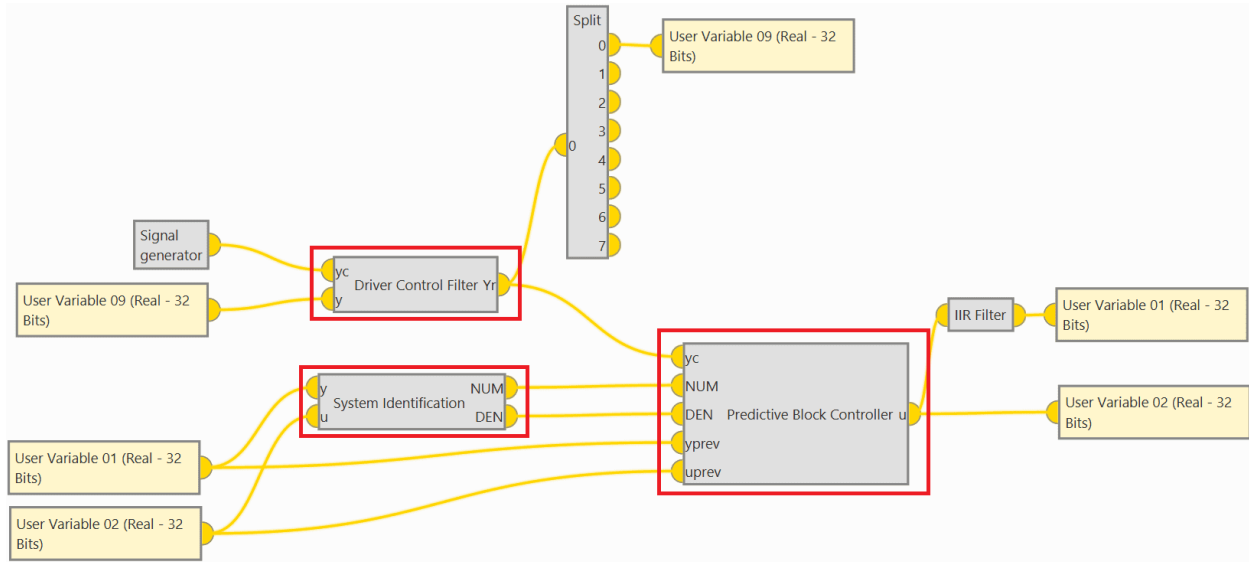 Split
0
User Variable 09 (Real - 32
Bits)
1
2
3
0
4
5
6
7
Signal
generator
yc
Driver Control Filter Yr
y
User Variable 09 (Real - 32
Bits)
IIR Filter
User Variable 01 (Real - 32
Bits)
yc
NUM
DEN Predictive Block Controller u
yprev
uprev
User Variable 02 (Real - 32
Bits)
y NUM
System Identification
u DEN
User Variable 01 (Real - 32
Bits)
User Variable 02 (Real - 32
Bits)